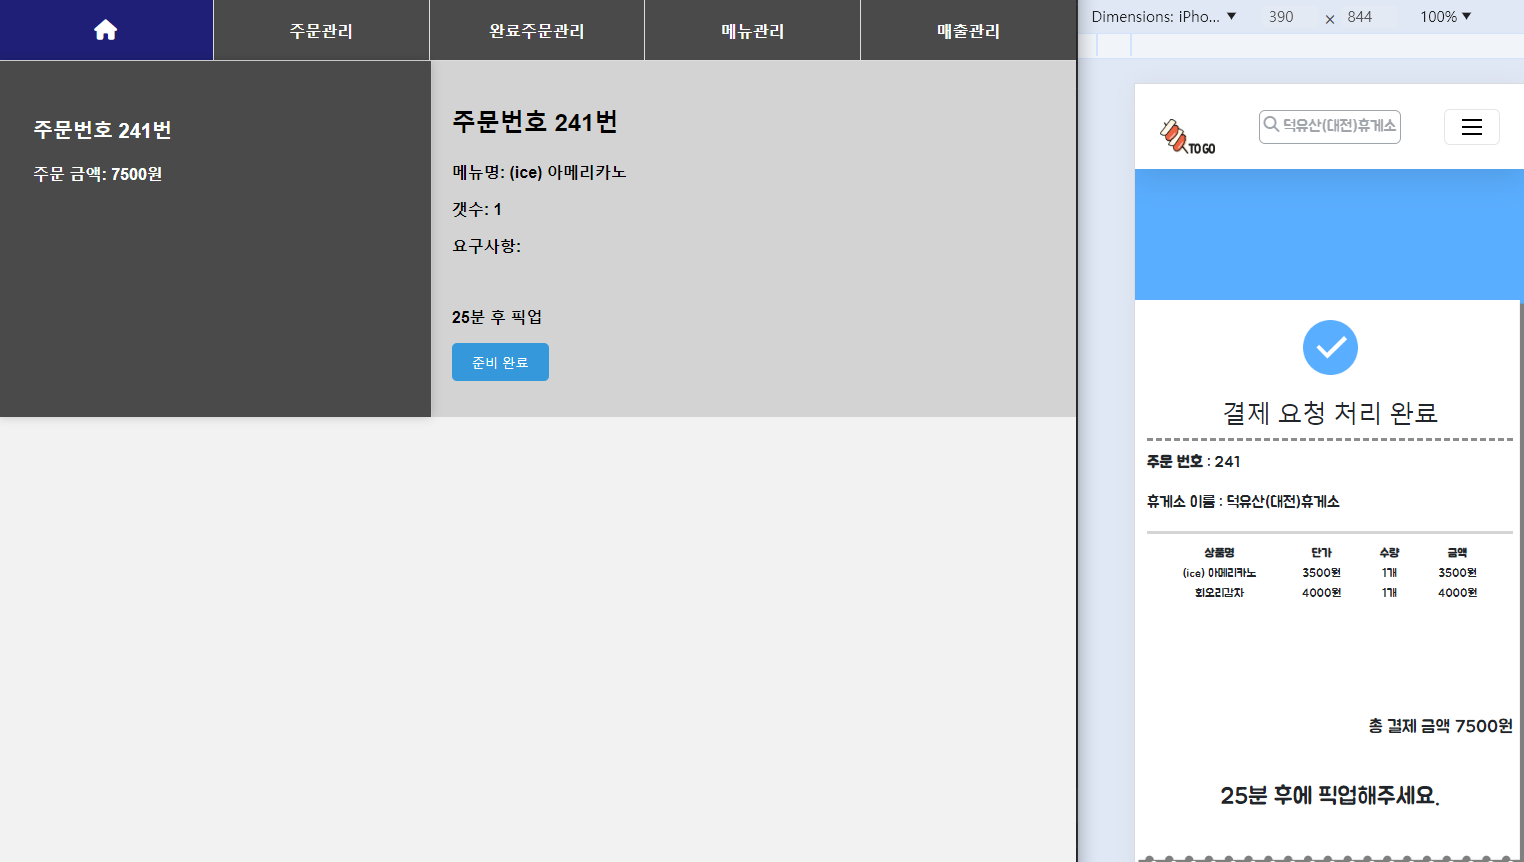 주문관리
완료주문관리
메뉴관리
매출관리
주문번호 241번
주문 금액: 7500원
주문번호 241번
메뉴명: (ice) 아메리카노
갯수: 1
요구사항:
25분 후 픽업
준비 완료
Dimensions: iPho... ▼ 390 × 844 100% ▼
TO GO
덕유산(대전)휴게소
결제 요청 처리 완료
주문 번호 : 241
휴게소 이름 : 덕유산(대전)휴게소
상품명 단가 수량 금액
(ice) 아메리카노 3500원 1개 3500원
회오리감자 4000원 1개 4000원
총 결제 금액 7500원
25분 후에 픽업해주세요.